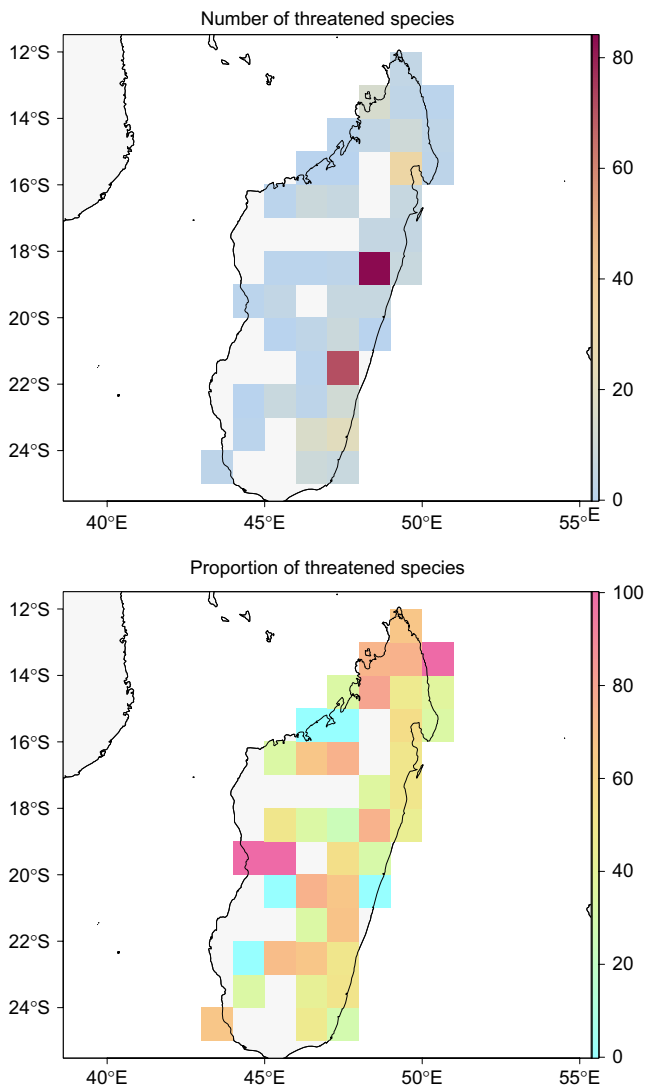 Number of threatened species
12°S
14°S
16°S
18°S
20°S
22°S
24°S
80
60
40
20
0
40°E
45°E
50°E
55°E
Proportion of threatened species
12°S
14°S
16°S
18°S
20°S
22°S
24°S
100
80
60
40
20
0
40°E
45°E
50°E
55°E